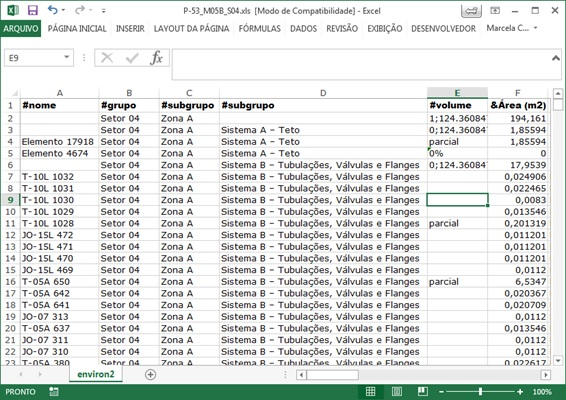 P-53_M05B_S04.xls [Modo de Compatibilidade] - Excel
ARQUIVO PÁGINA INICIAL INSERIR LAYOUT DA PÁGINA FÓRMULAS DADOS REVISÃO EXIBIÇÃO DESENVOLVEDOR Marcela C...
E9 fx
A B C D E F
1 #nome #grupo #subgrupo #subgrupo #volume &Área (m2)
2 Setor 04 Zona A 1;124.36084 194,161
3 Setor 04 Zona A Sistema A - Teto 0;124.36084 1,85594
4 Elemento 17918 Setor 04 Zona A Sistema A - Teto parcial 1,85594
5 Elemento 4674 Setor 04 Zona A Sistema A - Teto 0% 0
6 Setor 04 Zona A Sistema B - Tubulações, Válvulas e Flanges 0;124.36084 17,9539
7 T-10L 1032 Setor 04 Zona A Sistema B - Tubulações, Válvulas e Flanges 0,024906
8 T-10L 1031 Setor 04 Zona A Sistema B - Tubulações, Válvulas e Flanges 0,022465
9 T-10L 1030 Setor 04 Zona A Sistema B - Tubulações, Válvulas e Flanges 0,0083
10 T-10L 1029 Setor 04 Zona A Sistema B - Tubulações, Válvulas e Flanges 0,013546
11 T-10L 1028 Setor 04 Zona A Sistema B - Tubulações, Válvulas e Flanges parcial 0,201319
12 JO-15L 472 Setor 04 Zona A Sistema B - Tubulações, Válvulas e Flanges 0,011201
13 JO-15L 471 Setor 04 Zona A Sistema B - Tubulações, Válvulas e Flanges 0,011201
14 JO-15L 470 Setor 04 Zona A Sistema B - Tubulações, Válvulas e Flanges 0,011201
15 JO-15L 469 Setor 04 Zona A Sistema B - Tubulações, Válvulas e Flanges 0,0112
16 T-05A 650 Setor 04 Zona A Sistema B - Tubulações, Válvulas e Flanges parcial 6,5347
17 T-05A 642 Setor 04 Zona A Sistema B - Tubulações, Válvulas e Flanges 0,020367
18 T-05A 641 Setor 04 Zona A Sistema B - Tubulações, Válvulas e Flanges 0,020709
19 JO-07 313 Setor 04 Zona A Sistema B - Tubulações, Válvulas e Flanges 0,0112
20 T-05A 637 Setor 04 Zona A Sistema B - Tubulações, Válvulas e Flanges 0,013546
21 JO-07 311 Setor 04 Zona A Sistema B - Tubulações, Válvulas e Flanges 0,0112
22 JO-07 310 Setor 04 Zona A Sistema B - Tubulações, Válvulas e Flanges 0,0112
23 T-05A 380 Setor 04 Zona A Sistema B - Tubulações, Válvulas e Flanges 0,022617
environ2
PRONTO 100%